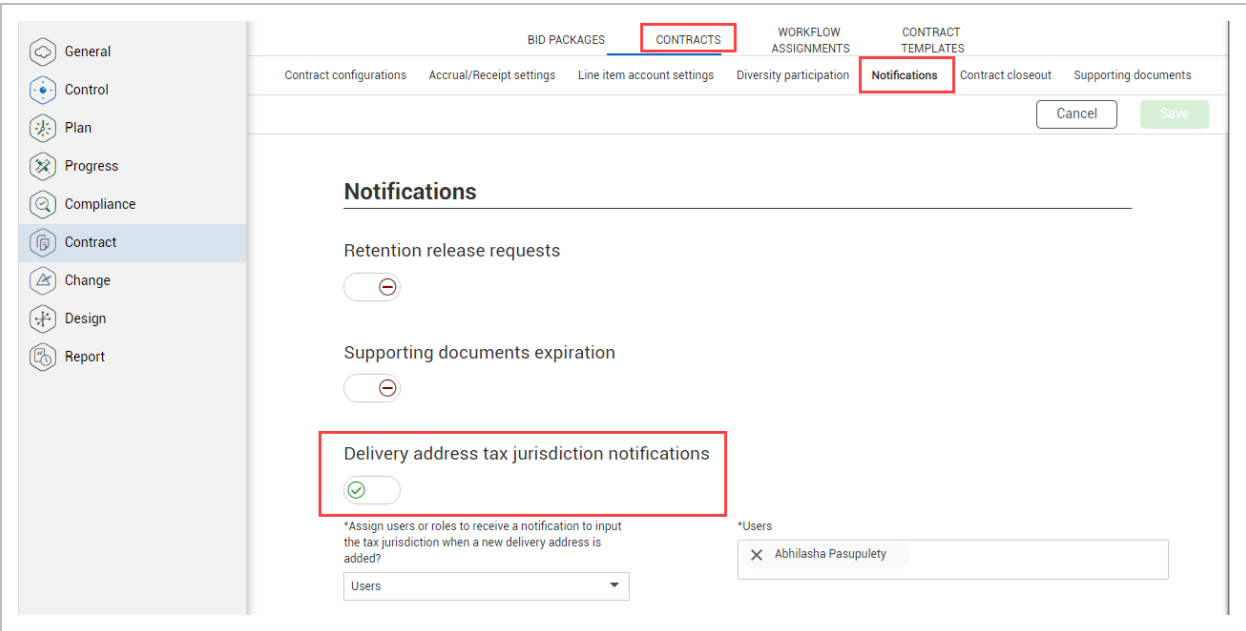 General
Control
Plan
Progress
Compliance
Contract
Change
Design
Report
BID PACKAGES
CONTRACTS
WORKFLOW
ASSIGNMENTS
CONTRACT
TEMPLATES
Contract configurations
Accrual/Receipt settings
Line item account settings
Diversity participation
Notifications
Contract closeout
Supporting documents
Cancel
Save
Notifications
Retention release requests
Supporting documents expiration
Delivery address tax jurisdiction notifications
*Assign users or roles to receive a notification to input
the tax jurisdiction when a new delivery address is
added?
Users
*Users
Abhilasha Pasupulety